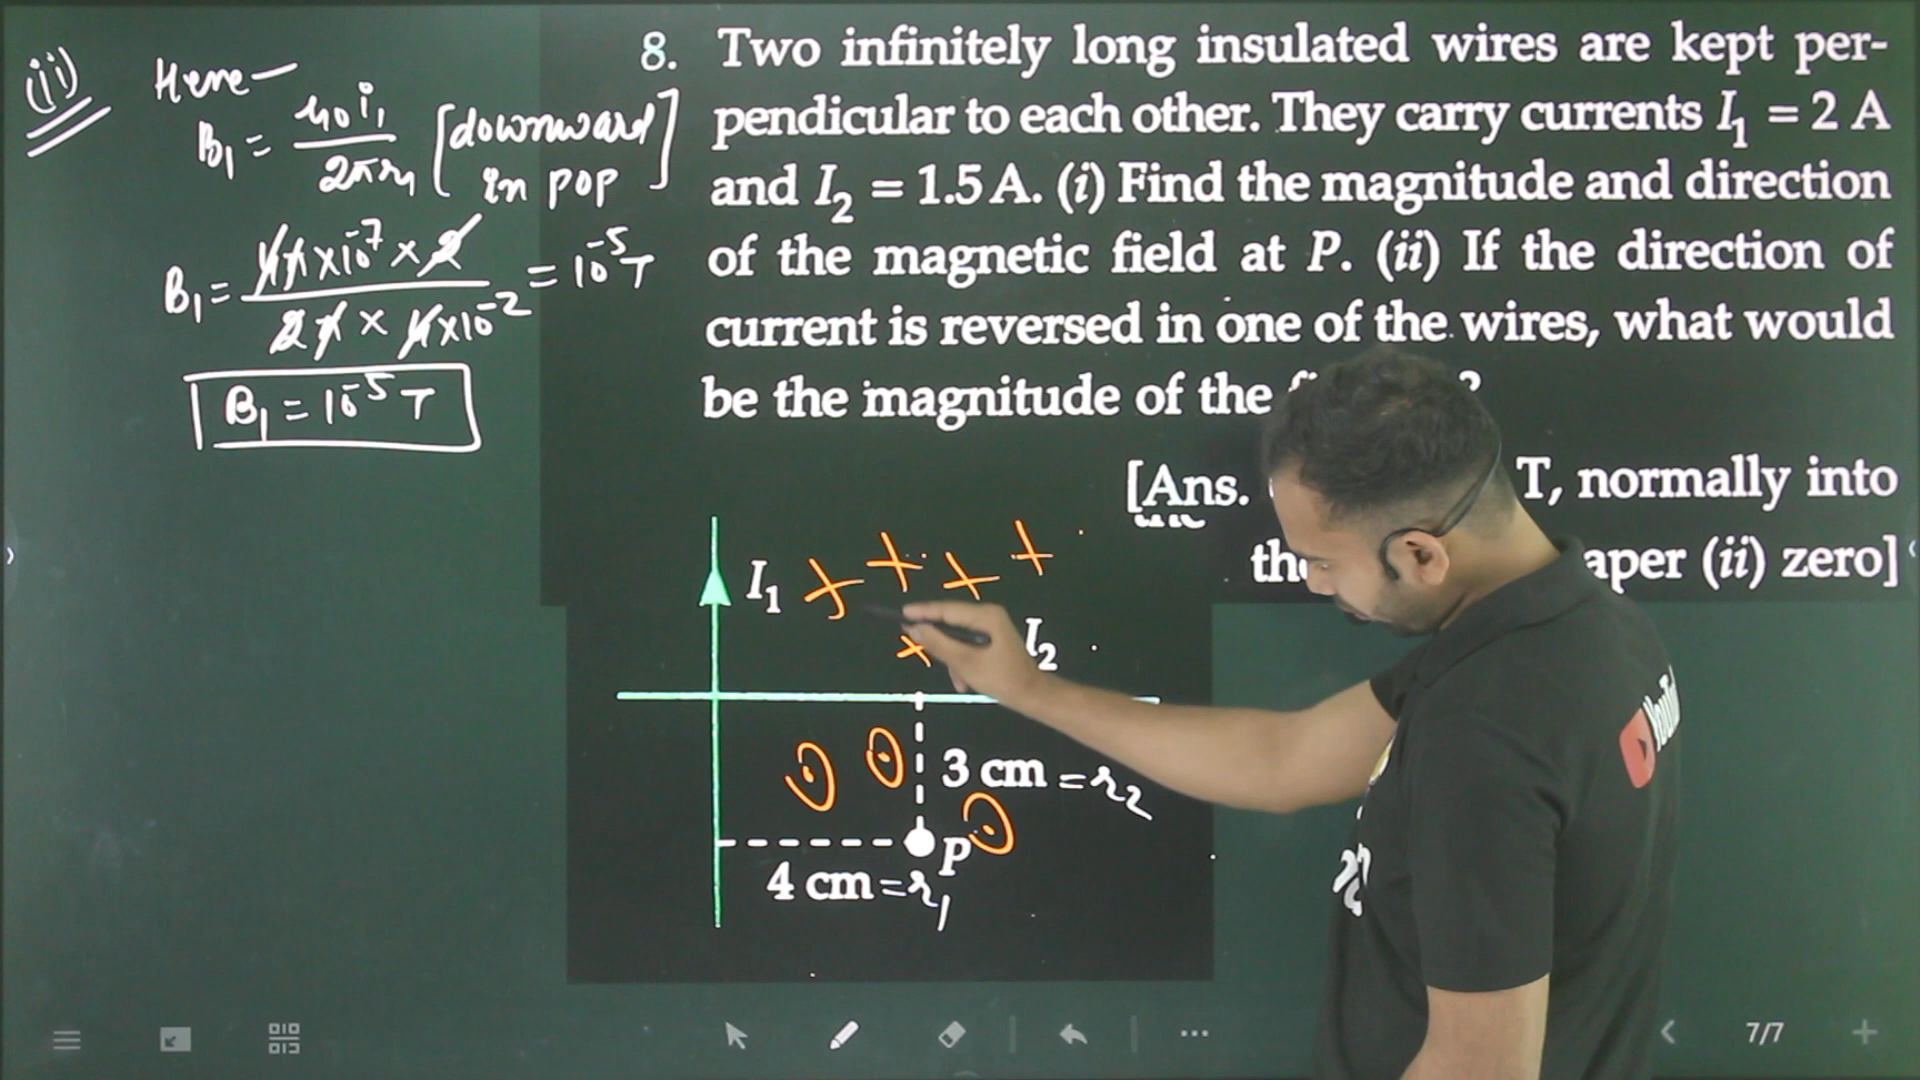 (ii) Here—
B₁ = μ₀i₁ / 2πr₁ [downward in pop]
B₁ = 4π×10⁻⁷ × 2 / 2π × 4×10⁻² = 10⁻⁵ T
B₁ = 10⁻⁵ T
8. Two infinitely long insulated wires are kept per-
pendicular to each other. They carry currents I₁ = 2 A
and I₂ = 1.5 A. (i) Find the magnitude and direction
of the magnetic field at P. (ii) If the direction of
current is reversed in one of the wires, what would
be the magnitude of the
[Ans. T, normally into
aper (ii) zero]
I₁
I₂
3 cm = r₂
P
4 cm = r₁
YouTube
7/7